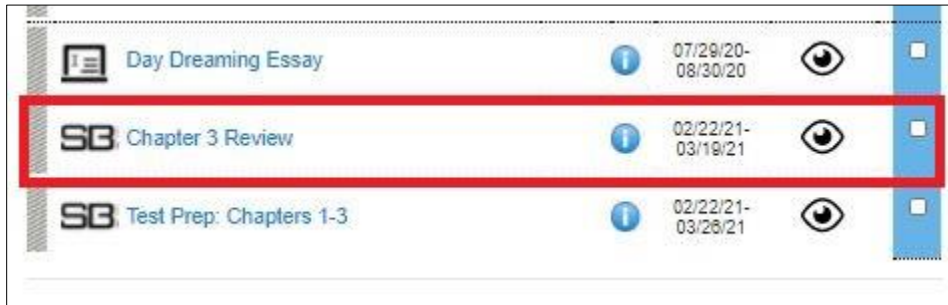 Day Dreaming Essay
07/29/20-
08/30/20
SB Chapter 3 Review
02/22/21-
03/19/21
SB Test Prep: Chapters 1-3
02/22/21-
03/26/21